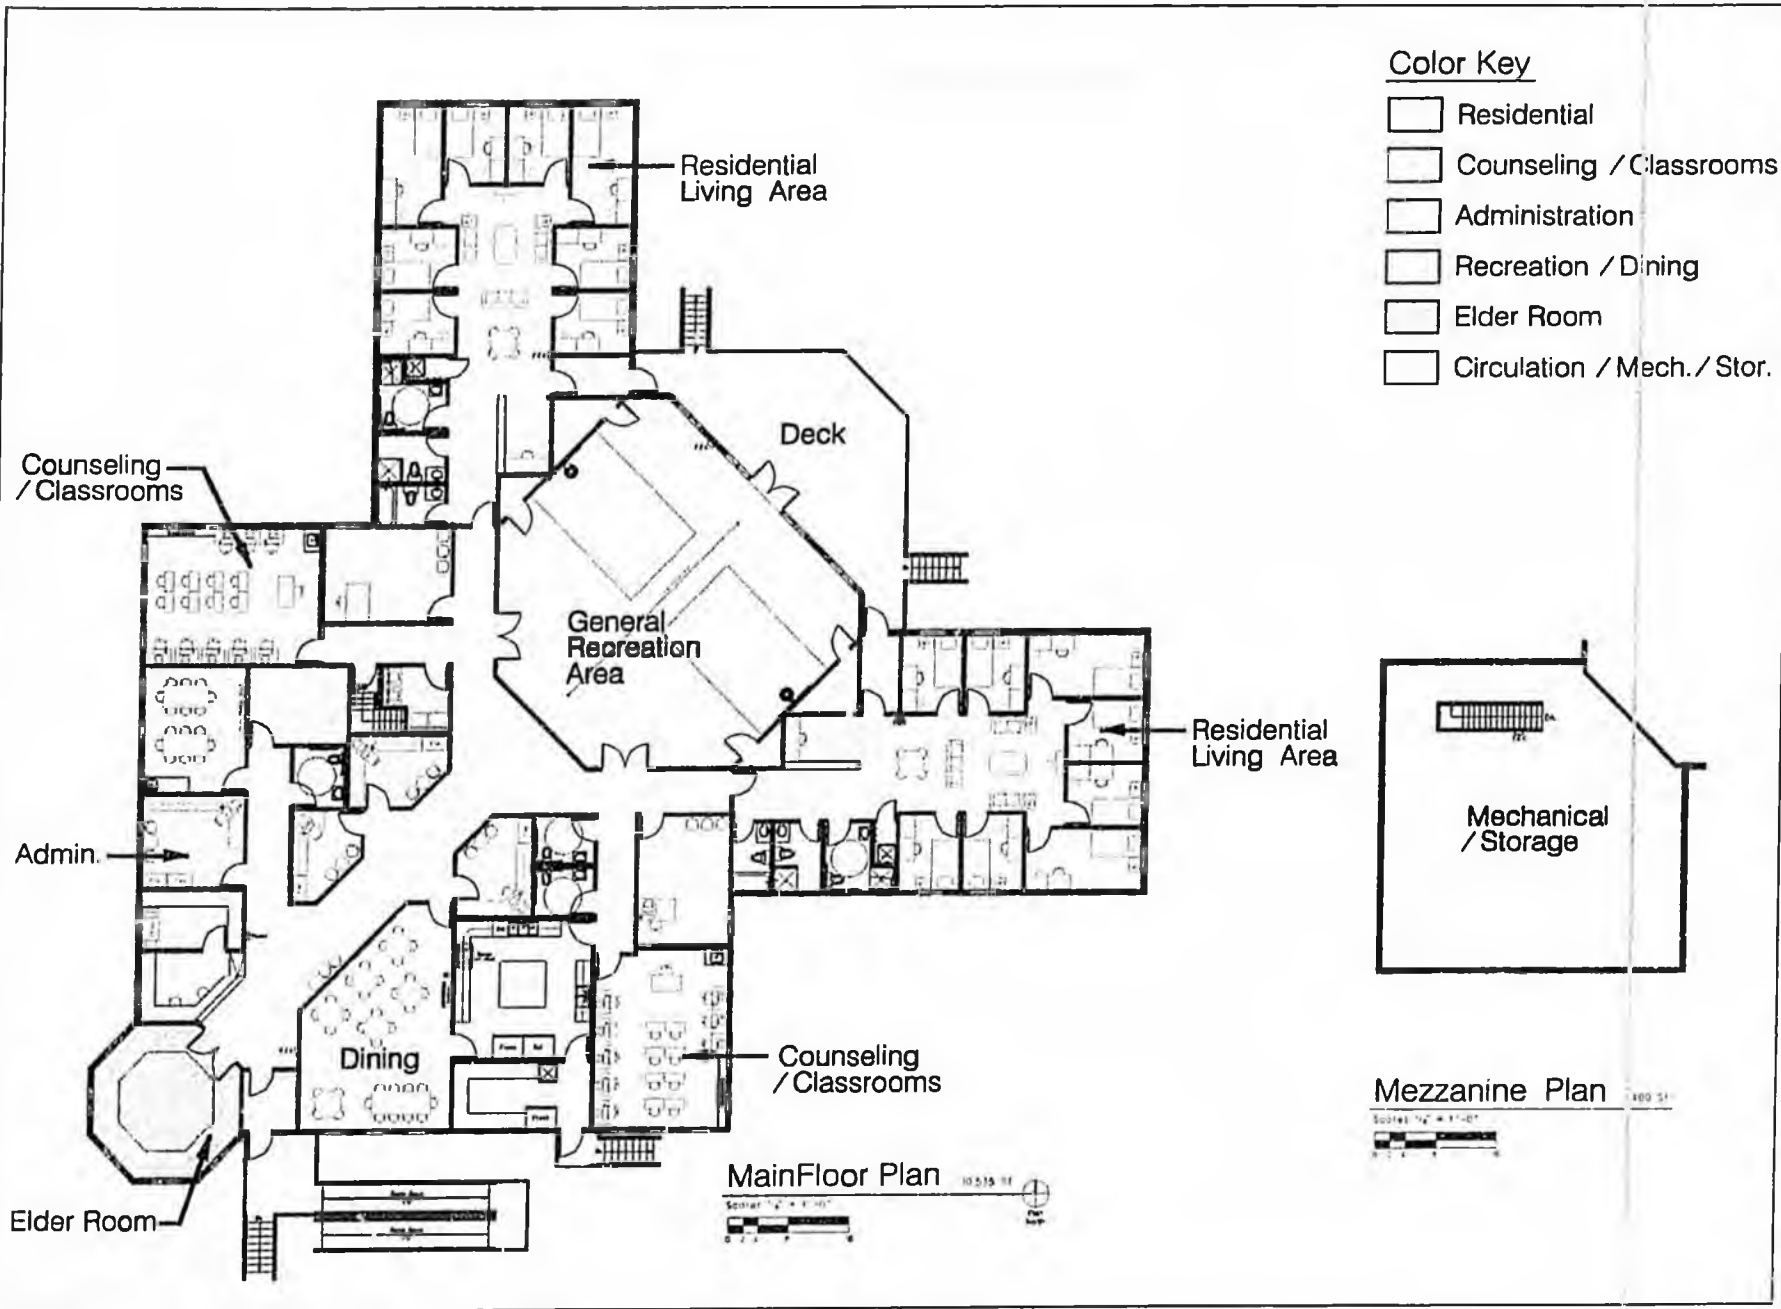 Color Key
Residential
Counseling / Classrooms
Administration
Recreation / Dining
Elder Room
Circulation / Mech. / Stor.
Residential
Living Area
Deck
Counseling
/ Classrooms
General
Recreation
Area
Residential
Living Area
Admin.
Mechanical
/ Storage
Dining
Counseling
/ Classrooms
Elder Room
MainFloor Plan
Mezzanine Plan